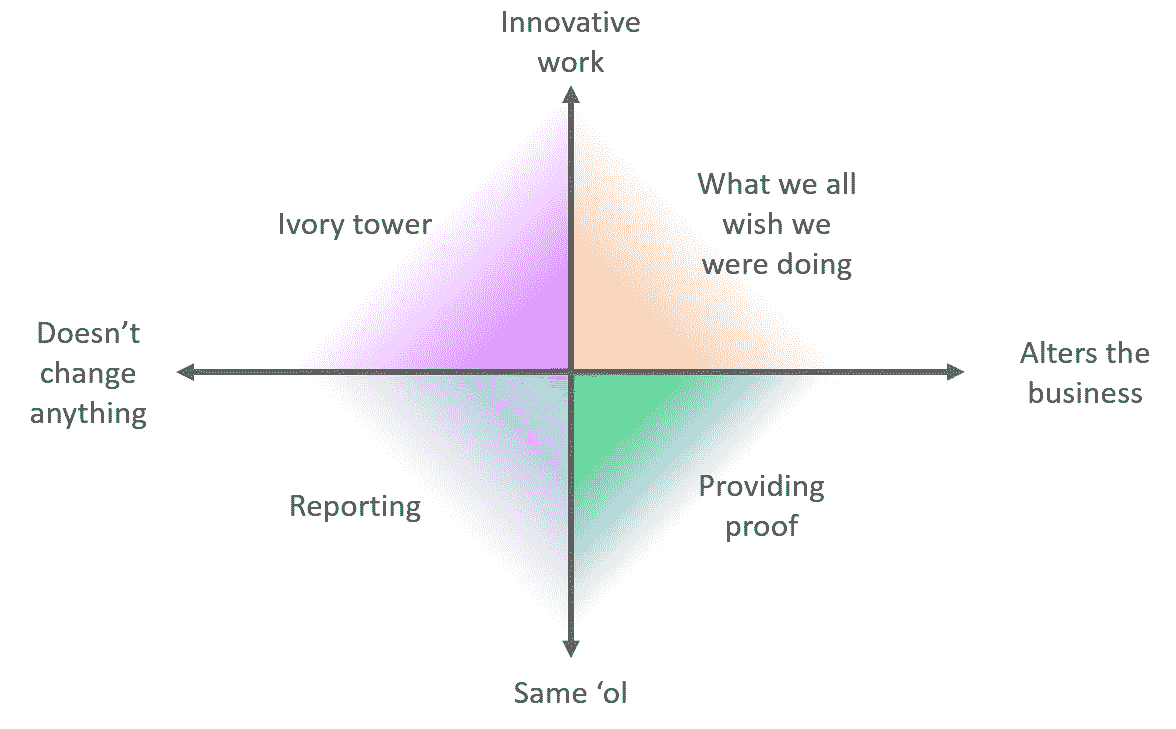 Innovative
work
What we all
wish we
were doing
Ivory tower
Doesn’t
change
anything
Alters the
business
Reporting
Providing
proof
Same ‘ol